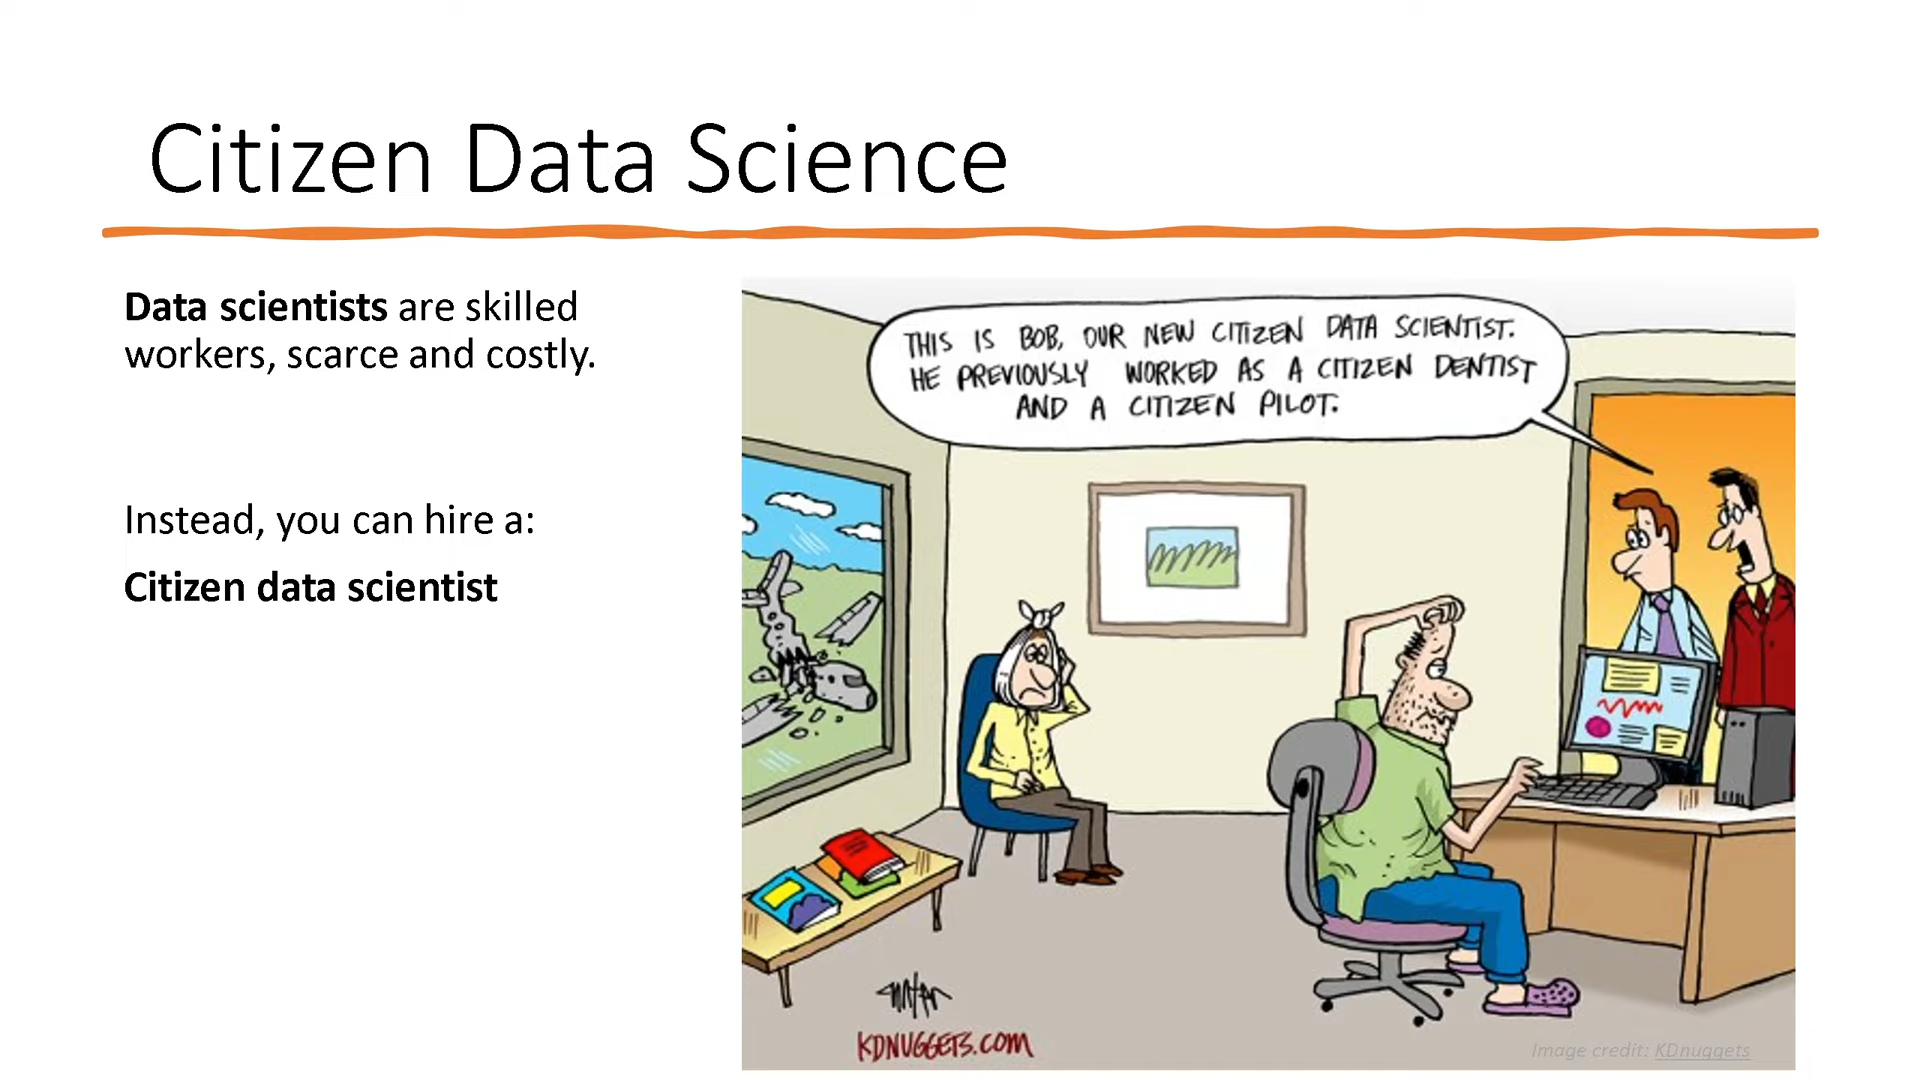 Citizen Data Science
Data scientists are skilled
workers, scarce and costly.
Instead, you can hire a:
Citizen data scientist
THIS IS BOB, OUR NEW CITIZEN DATA SCIENTIST.
HE PREVIOUSLY WORKED AS A CITIZEN DENTIST
AND A CITIZEN PILOT.
KDNUGGETS.COM
Image credit: KDnuggets